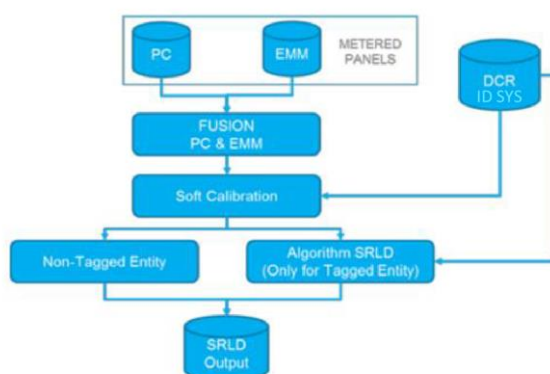 PC
EMM
METERED
PANELS
DCR
ID SYS
FUSION
PC & EMM
Soft Calibration
Non-Tagged Entity
Algorithm SRLD
(Only for Tagged Entity)
SRLD
Output